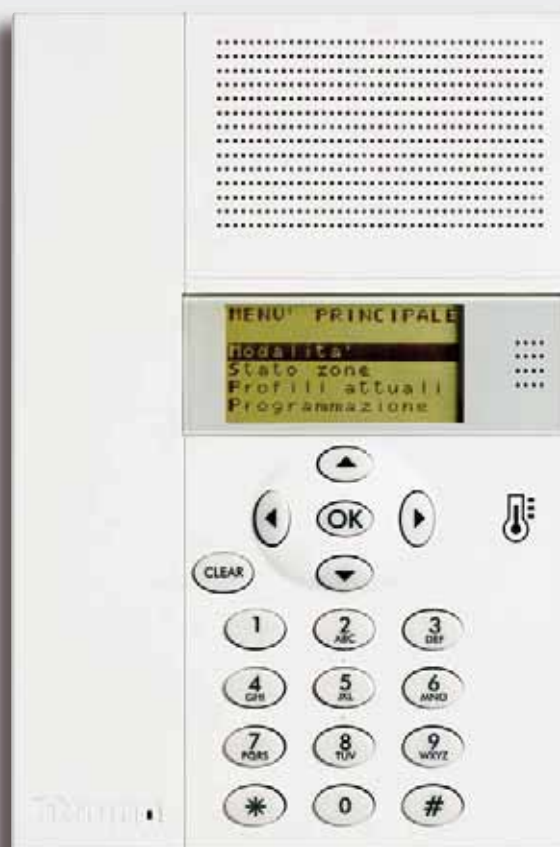 MENU' PRINCIPALE
Modalita'
Stato zone
Profili attuali
Programmazione
OK
CLEAR
1 2 ABC 3 DEF
4 GHI 5 JKL 6 MNO
7 PQRS 8 TUV 9 WXYZ
* 0 #